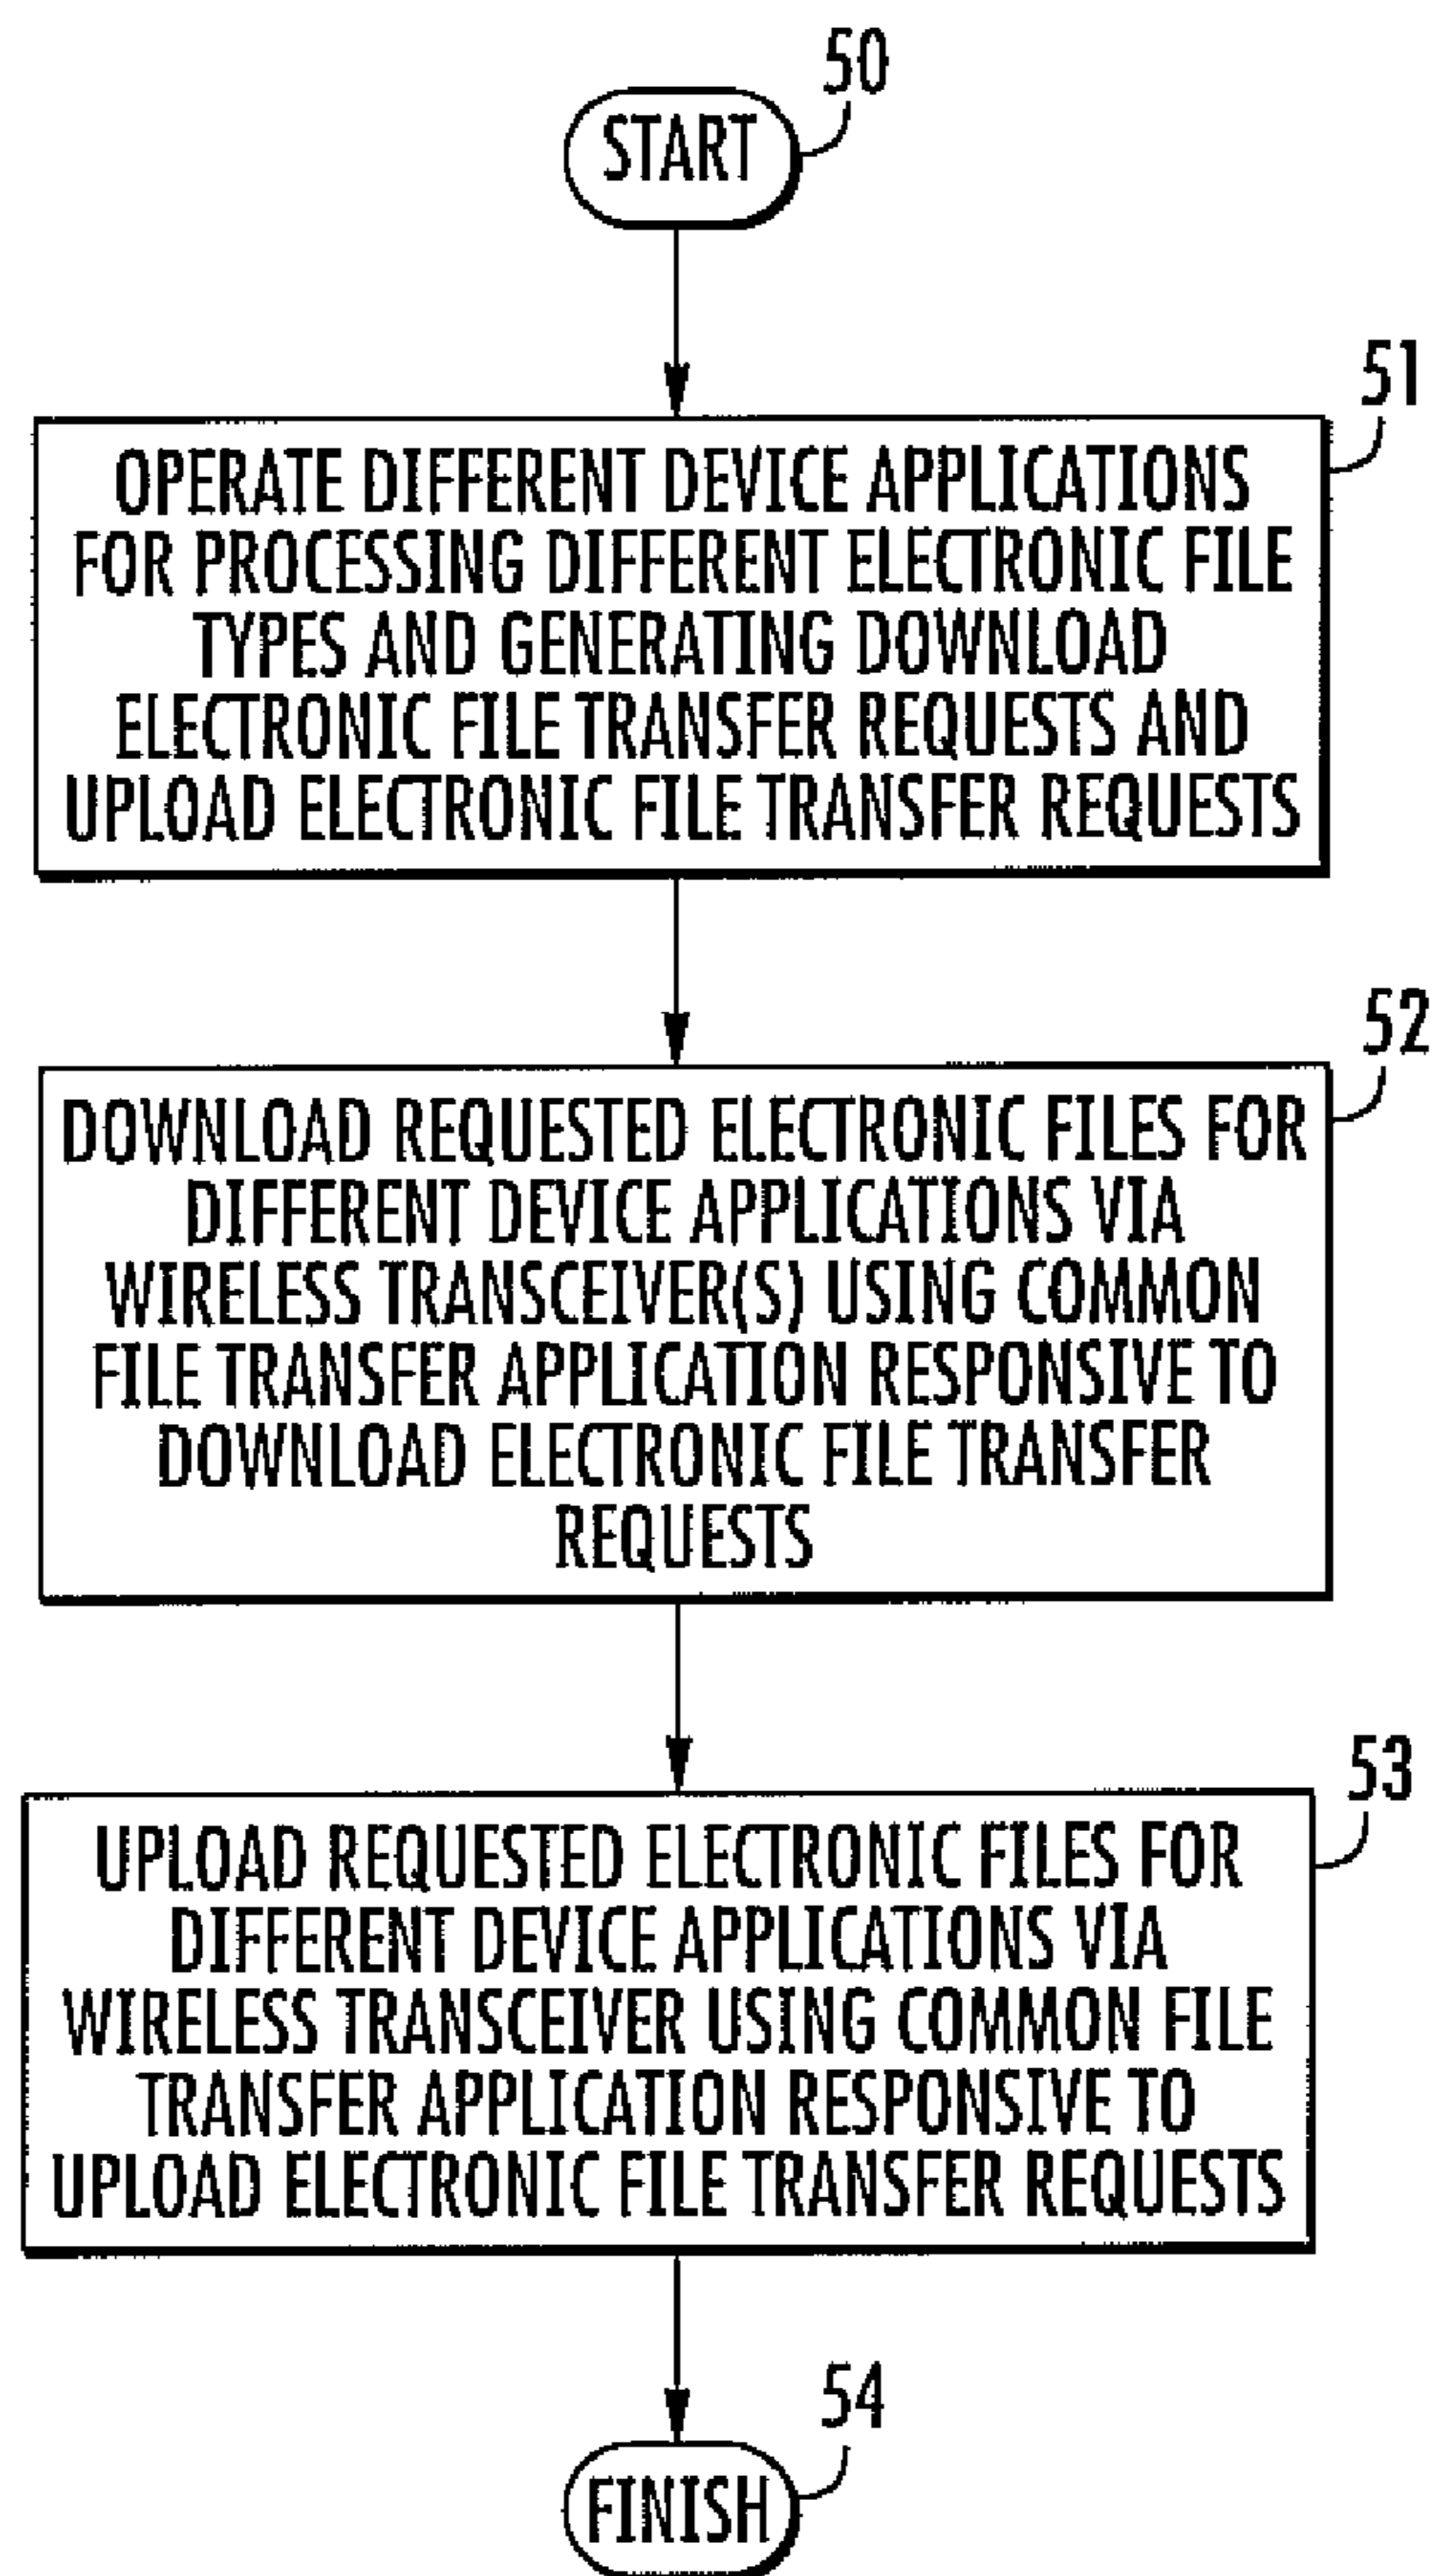 50
START
51
OPERATE DIFFERENT DEVICE APPLICATIONS
FOR PROCESSING DIFFERENT ELECTRONIC FILE
TYPES AND GENERATING DOWNLOAD
ELECTRONIC FILE TRANSFER REQUESTS AND
UPLOAD ELECTRONIC FILE TRANSFER REQUESTS
52
DOWNLOAD REQUESTED ELECTRONIC FILES FOR
DIFFERENT DEVICE APPLICATIONS VIA
WIRELESS TRANSCEIVER(S) USING COMMON
FILE TRANSFER APPLICATION RESPONSIVE TO
DOWNLOAD ELECTRONIC FILE TRANSFER
REQUESTS
53
UPLOAD REQUESTED ELECTRONIC FILES FOR
DIFFERENT DEVICE APPLICATIONS VIA
WIRELESS TRANSCEIVER USING COMMON FILE
TRANSFER APPLICATION RESPONSIVE TO
UPLOAD ELECTRONIC FILE TRANSFER REQUESTS
54
FINISH